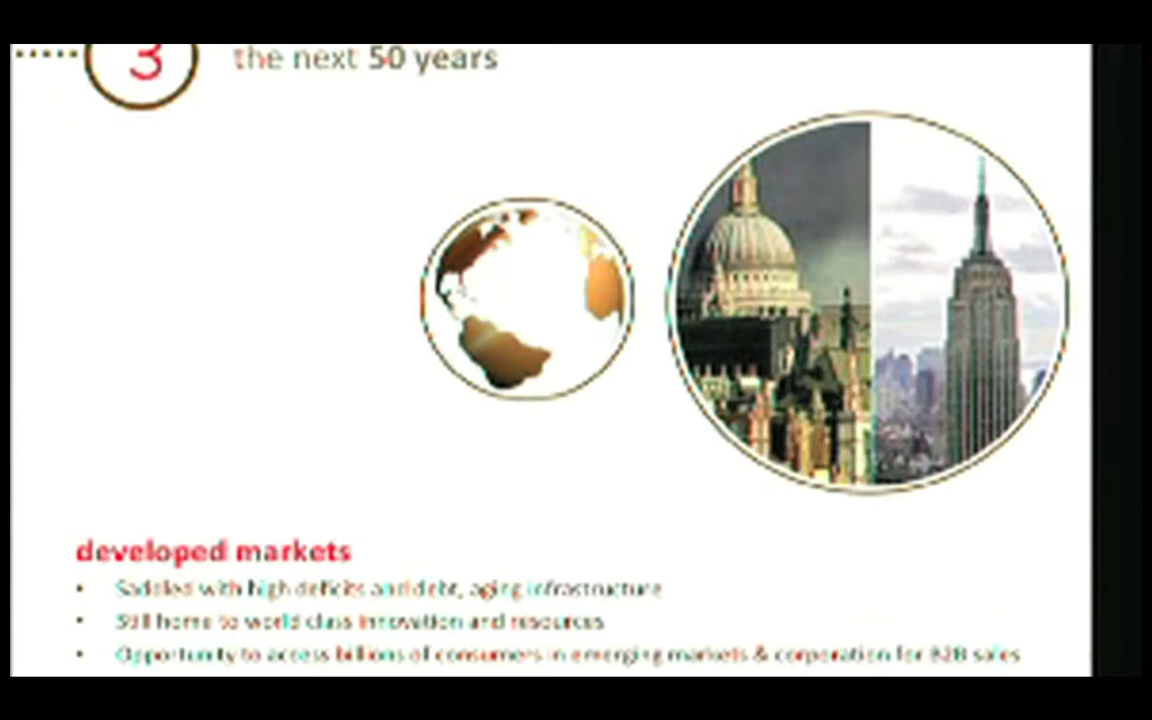 3
the next 50 years
developed markets
• Saddled with high deficits and debt, aging infrastructure
• Still home to world class innovation and resources
• Opportunity to access billions of consumers in emerging markets & corporation for B2B sales